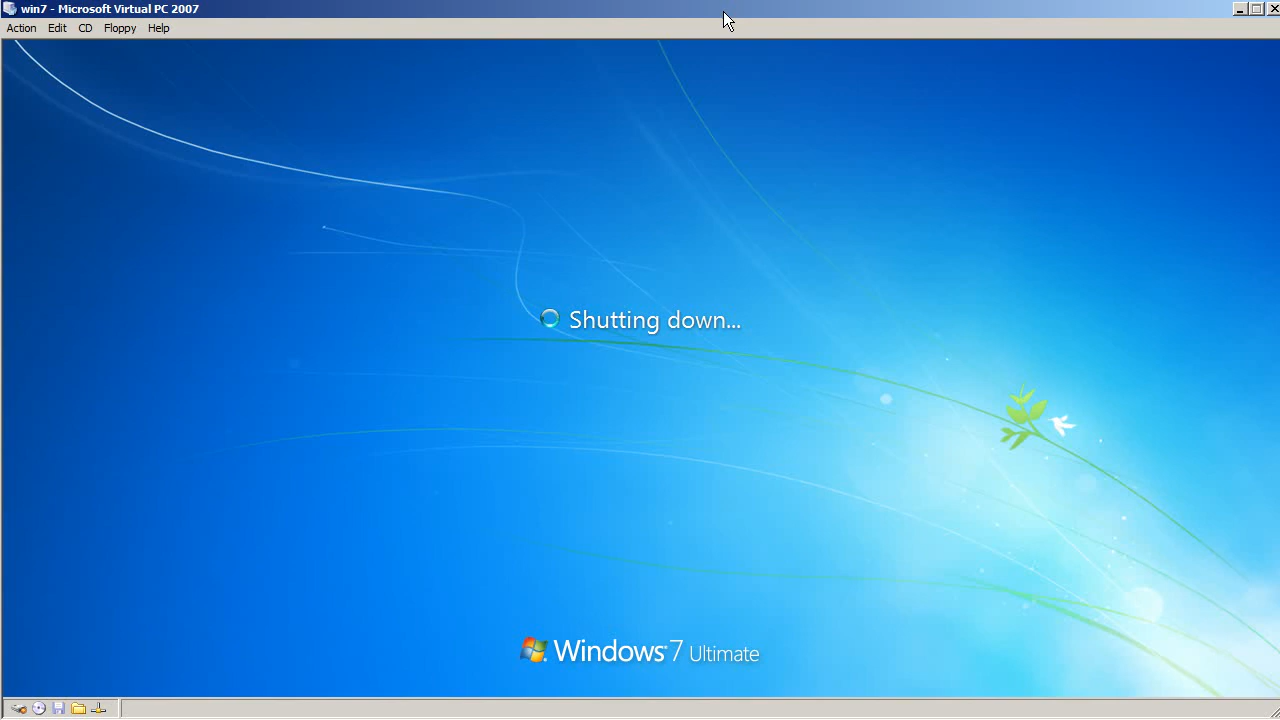 win7 - Microsoft Virtual PC 2007
Action Edit CD Floppy Help
Shutting down...
Windows 7 Ultimate